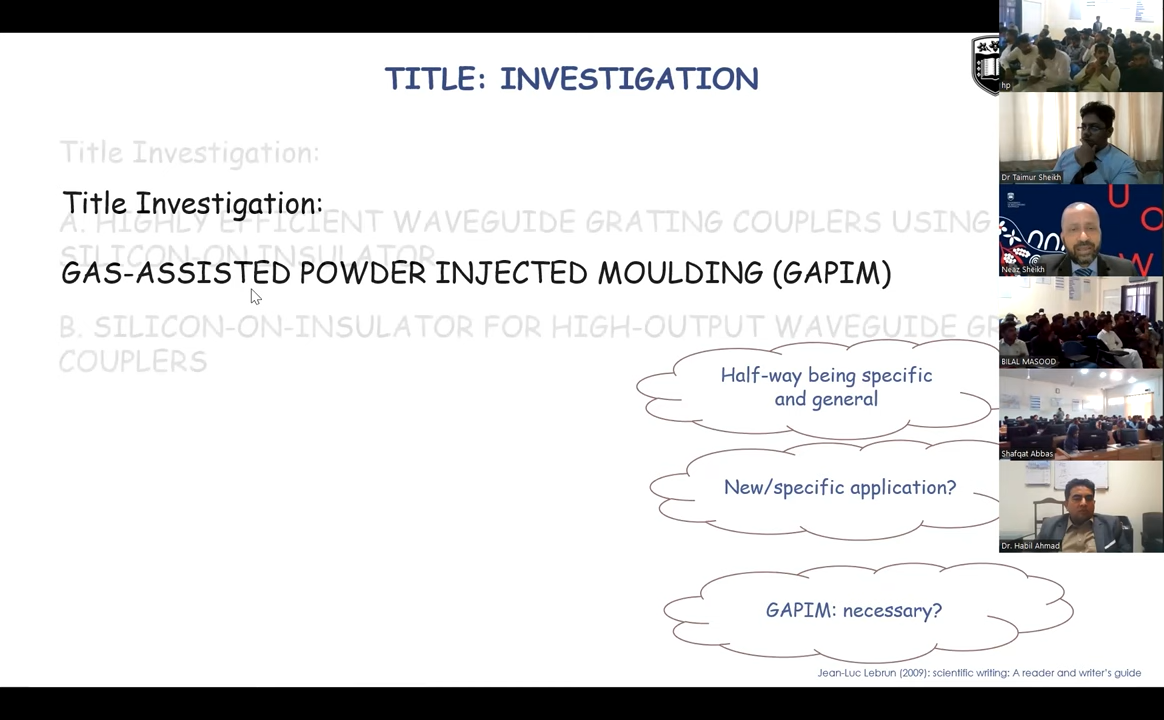 TITLE: INVESTIGATION
Title Investigation:
Title Investigation:
A. HIGHLY EFFICIENT WAVEGUIDE GRATING COUPLERS USING
SILICON-ON-INSULATOR
GAS-ASSISTED POWDER INJECTED MOULDING (GAPIM)
B. SILICON-ON-INSULATOR FOR HIGH-OUTPUT WAVEGUIDE GR
COUPLERS
Half-way being specific
and general
New/specific application?
GAPIM: necessary?
Jean-Luc Lebrun (2009): scientific writing: A reader and writer's guide
hp
Dr Taimur Sheikh
U
O
W
Neaz Sheikh
BILAL MASOOD
Shafqat Abbas
Dr. Habil Ahmad